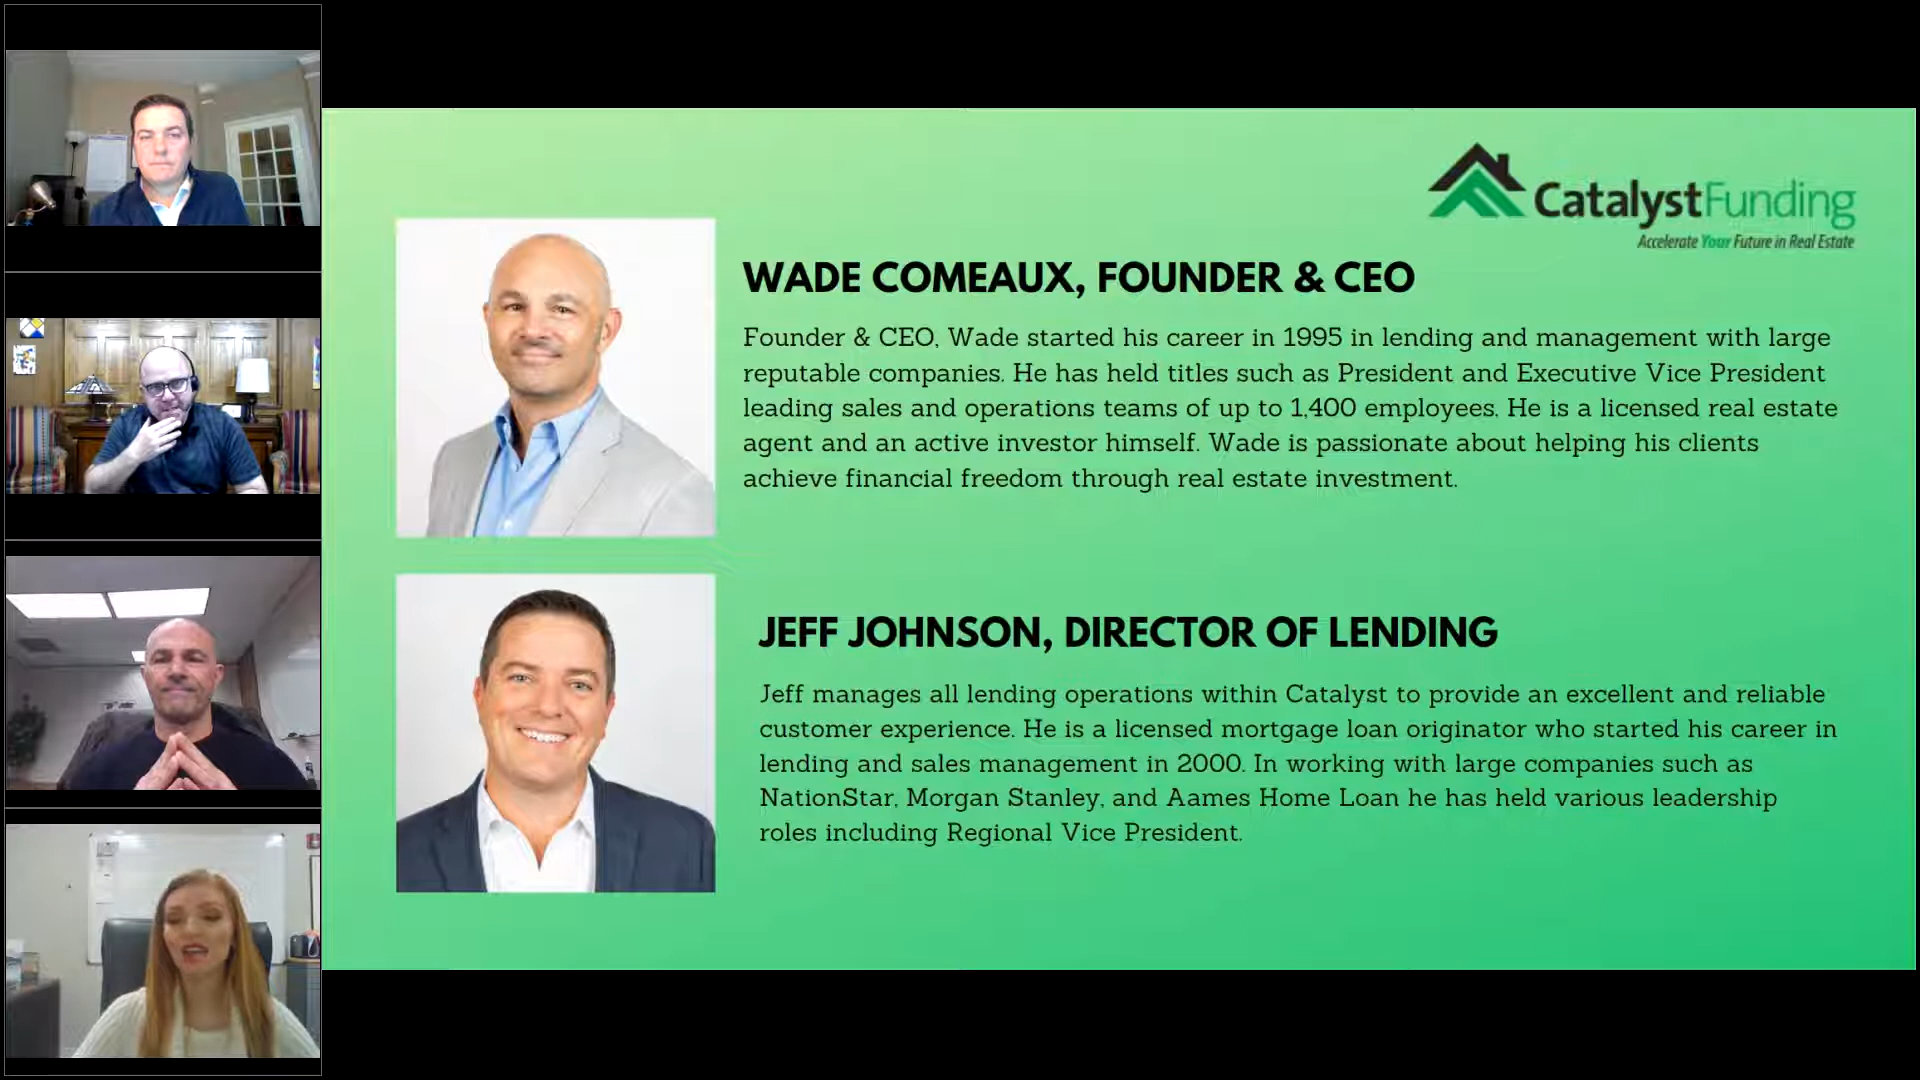 CatalystFunding
Accelerate Your Future in Real Estate
WADE COMEAUX, FOUNDER & CEO
Founder & CEO, Wade started his career in 1995 in lending and management with large
reputable companies. He has held titles such as President and Executive Vice President
leading sales and operations teams of up to 1,400 employees. He is a licensed real estate
agent and an active investor himself. Wade is passionate about helping his clients
achieve financial freedom through real estate investment.
JEFF JOHNSON, DIRECTOR OF LENDING
Jeff manages all lending operations within Catalyst to provide an excellent and reliable
customer experience. He is a licensed mortgage loan originator who started his career in
lending and sales management in 2000. In working with large companies such as
NationStar, Morgan Stanley, and Aames Home Loan he has held various leadership
roles including Regional Vice President.